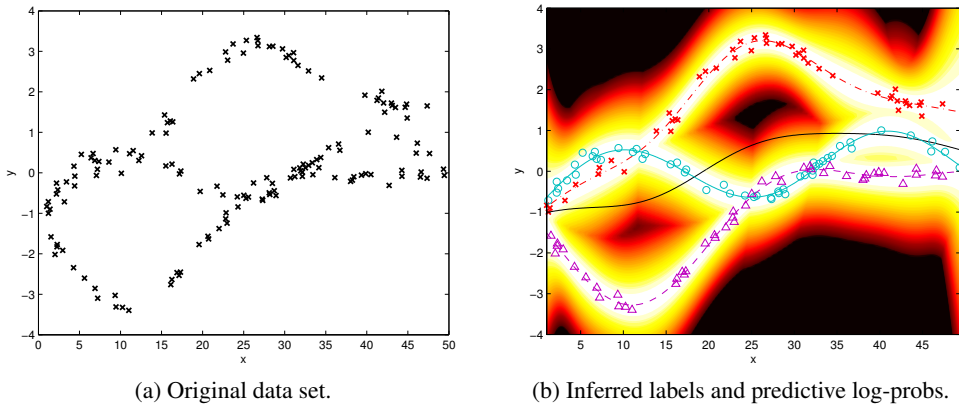 4
3
2
1
0
−1
−2
−3
−4
y
0 5 10 15 20 25 30 35 40 45 50
x
(a) Original data set.
4
3
2
1
0
−1
−2
−3
−4
y
5 10 15 20 25 30 35 40 45
x
(b) Inferred labels and predictive log-probs.